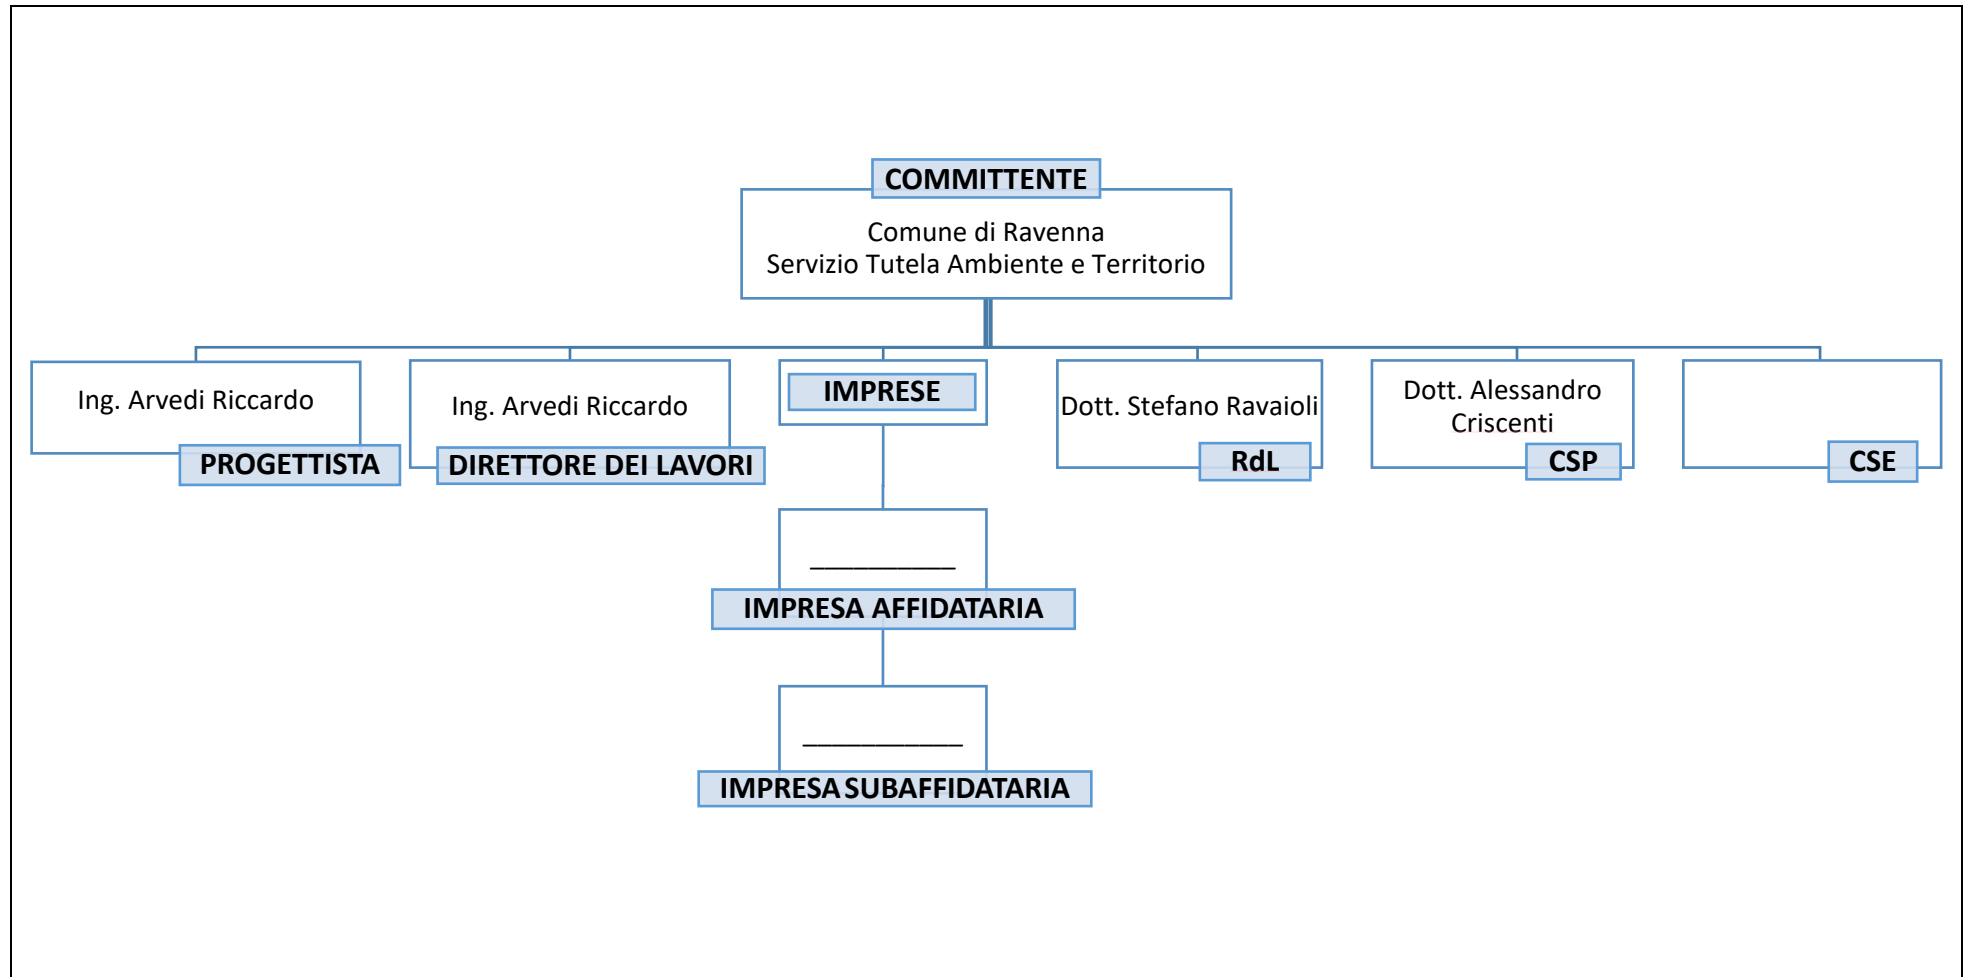 COMMITTENTE
Comune di Ravenna
Servizio Tutela Ambiente e Territorio
Ing. Arvedi Riccardo
PROGETTISTA
Ing. Arvedi Riccardo
DIRETTORE DEI LAVORI
IMPRESE
Dott. Stefano Ravaioli
RdL
Dott. Alessandro
Criscenti
CSP
CSE
__________
IMPRESA AFFIDATARIA
___________
IMPRESA SUBAFFIDATARIA